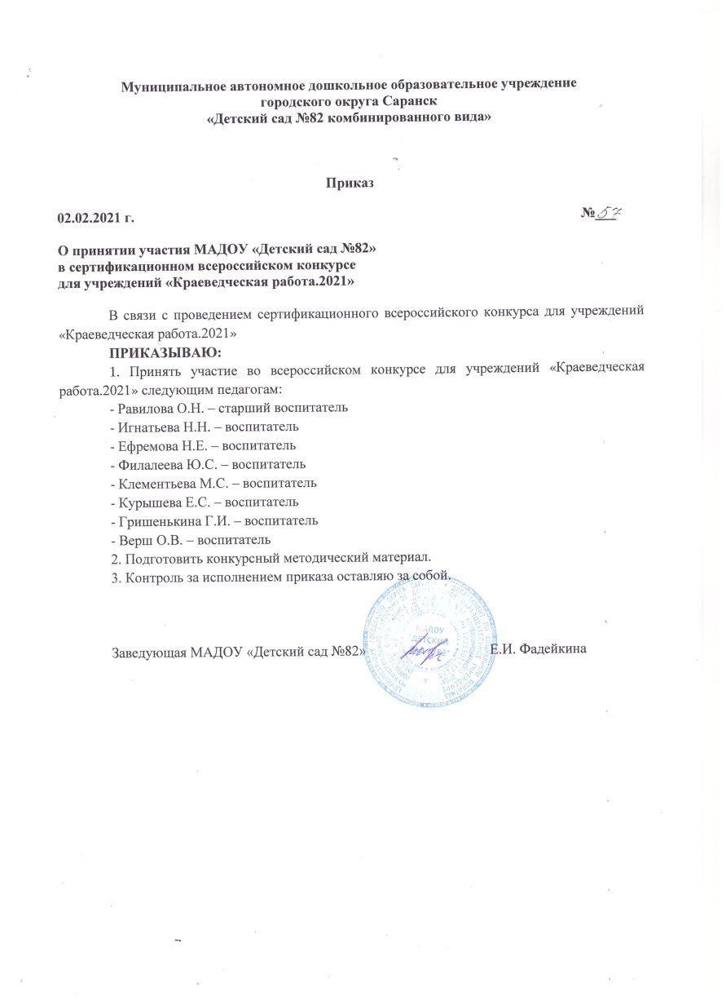 Муниципальное автономное дошкольное образовательное учреждение
городского округа Саранск
«Детский сад №82 комбинированного вида»
Приказ
02.02.2021 г.
№ 57
О принятии участия МАДОУ «Детский сад №82»
в сертификационном всероссийском конкурсе
для учреждений «Краеведческая работа.2021»
В связи с проведением сертификационного всероссийского конкурса для учреждений
«Краеведческая работа.2021»
ПРИКАЗЫВАЮ:
1. Принять участие во всероссийском конкурсе для учреждений «Краеведческая
работа.2021» следующим педагогам:
- Равилова О.Н. – старший воспитатель
- Игнатьева Н.Н. – воспитатель
- Ефремова Н.Е. – воспитатель
- Филалеева Ю.С. – воспитатель
- Клементьева М.С. – воспитатель
- Курышева Е.С. – воспитатель
- Гришенькина Г.И. – воспитатель
- Верш О.В. – воспитатель
2. Подготовить конкурсный методический материал.
3. Контроль за исполнением приказа оставляю за собой.
Заведующая МАДОУ «Детский сад №82» Е.И. Фадейкина
МАДОУ
"ДЕТСКИЙ